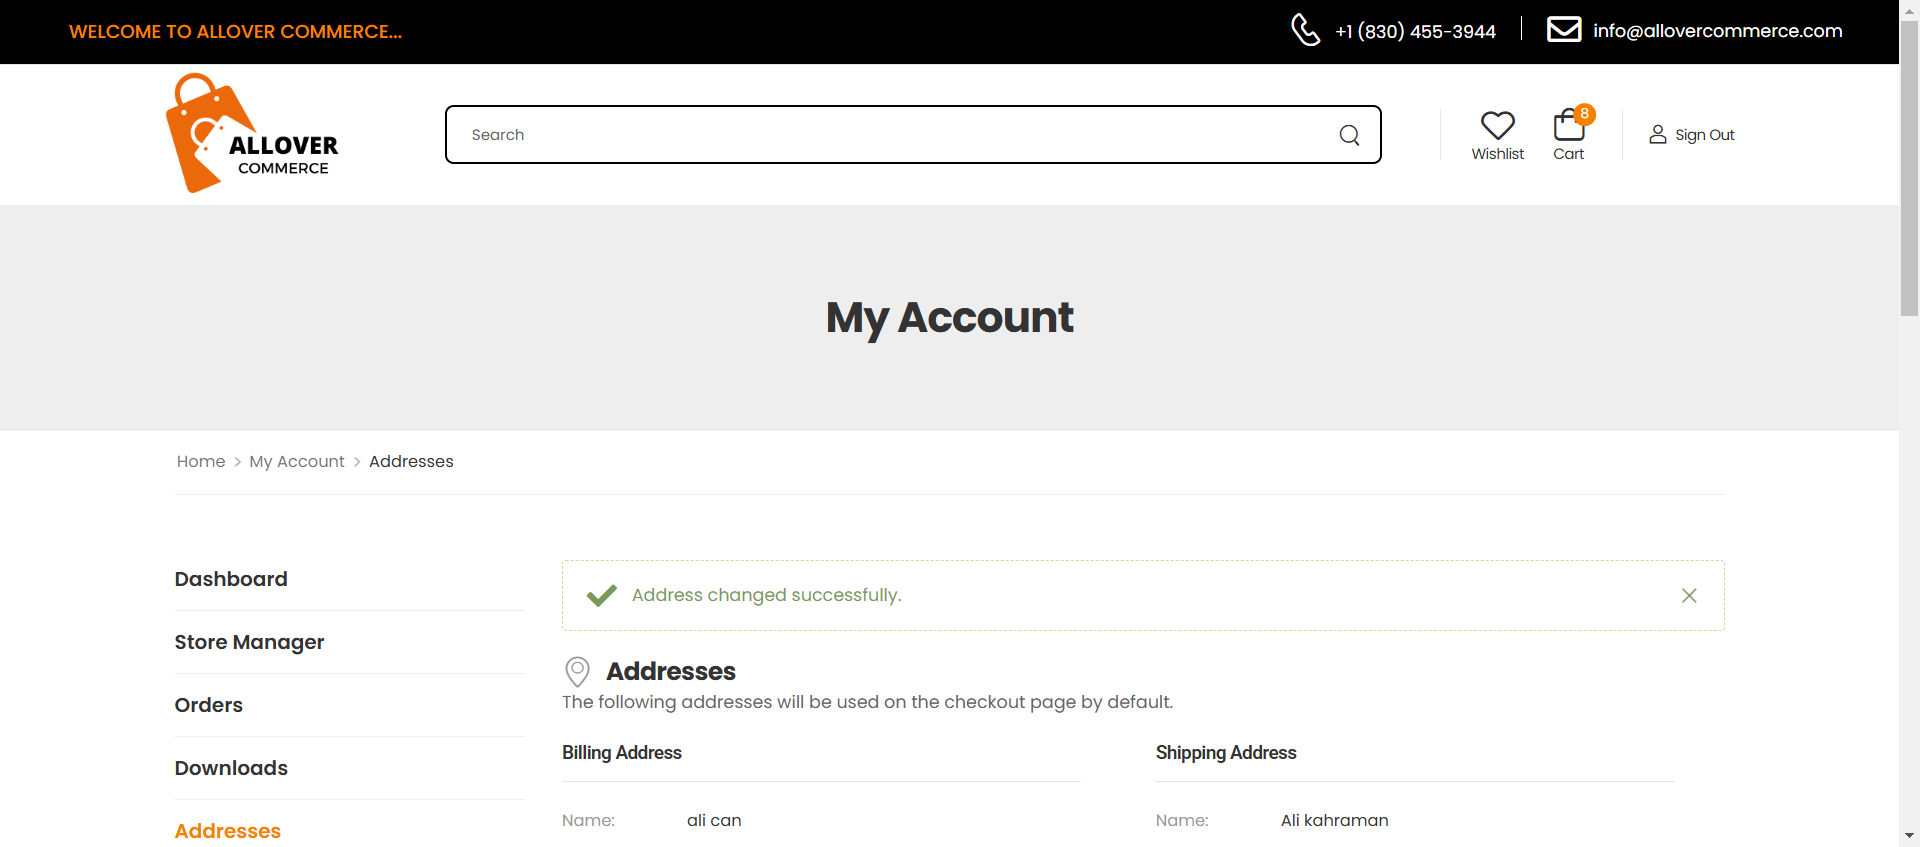 WELCOME TO ALLOVER COMMERCE...
+1 (830) 455-3944
info@allovercommerce.com
ALLOVER
COMMERCE
Search
Wishlist
8
Cart
Sign Out
My Account
Home > My Account > Addresses
Dashboard
Store Manager
Orders
Downloads
Addresses
Address changed successfully.
Addresses
The following addresses will be used on the checkout page by default.
Billing Address
Name: ali can
Shipping Address
Name: Ali kahraman